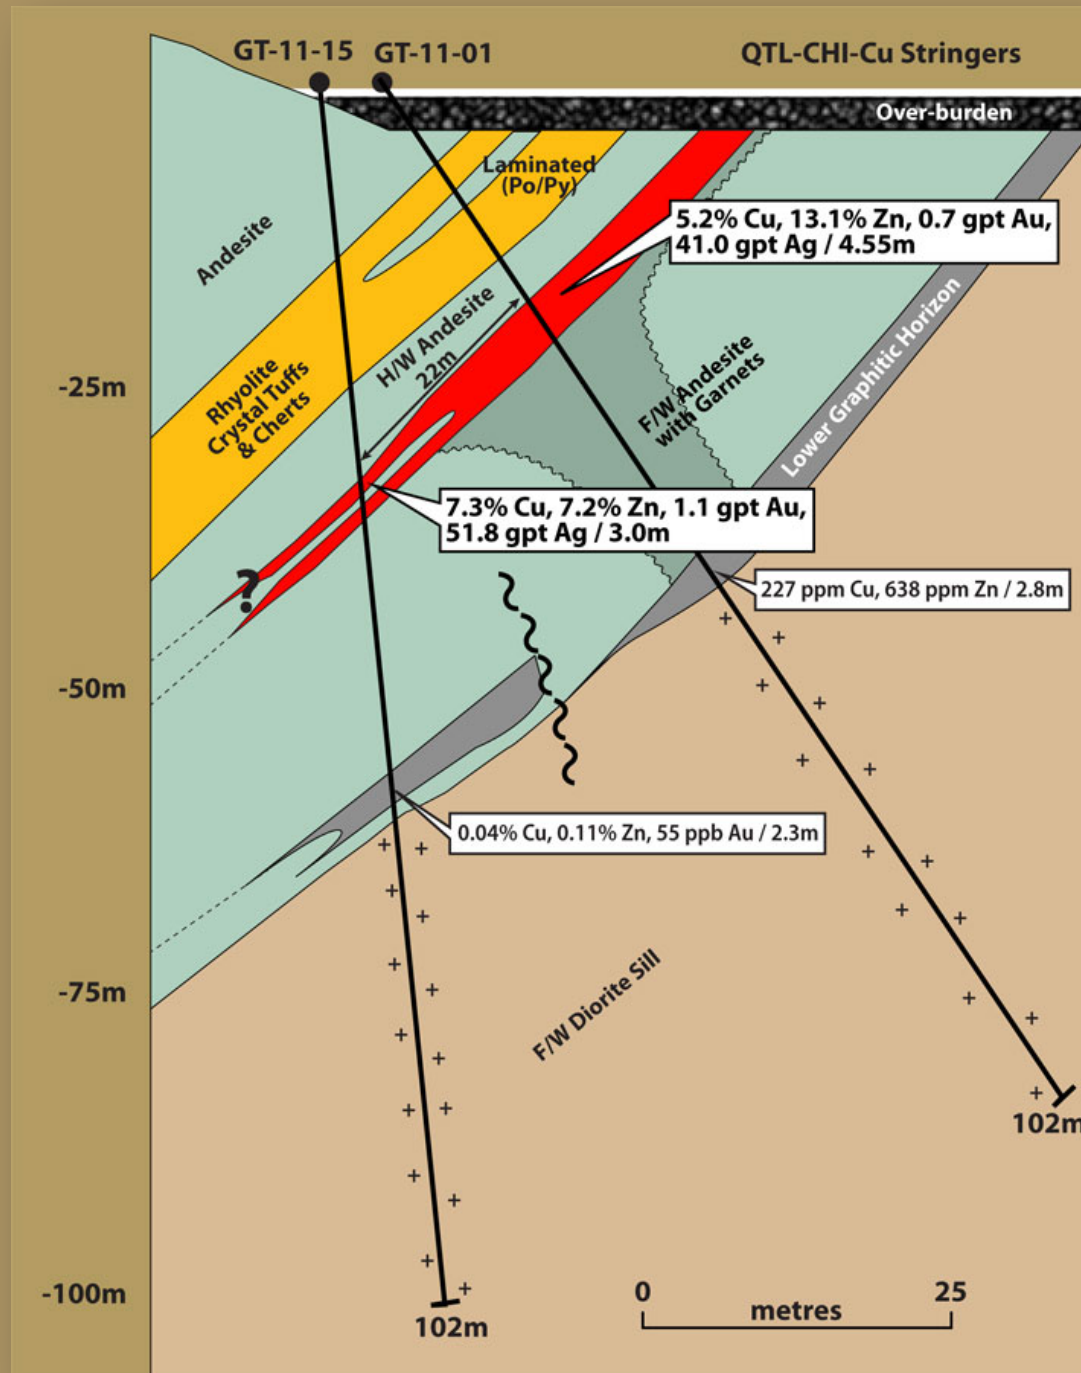 GT-11-15 GT-11-01 QTL-CHI-Cu Stringers
Over-burden
Laminated
(Po/Py)
Andesite
5.2% Cu, 13.1% Zn, 0.7 gpt Au,
41.0 gpt Ag / 4.55m
H/W Andesite
22m
-25m
Rhyolite
Crystal Tuffs
& Cherts
F/W Andesite
with Garnets
Lower Graphitic Horizon
7.3% Cu, 7.2% Zn, 1.1 gpt Au,
51.8 gpt Ag / 3.0m
?
227 ppm Cu, 638 ppm Zn / 2.8m
-50m
0.04% Cu, 0.11% Zn, 55 ppb Au / 2.3m
-75m
F/W Diorite Sill
102m
-100m
0 25
metres
102m